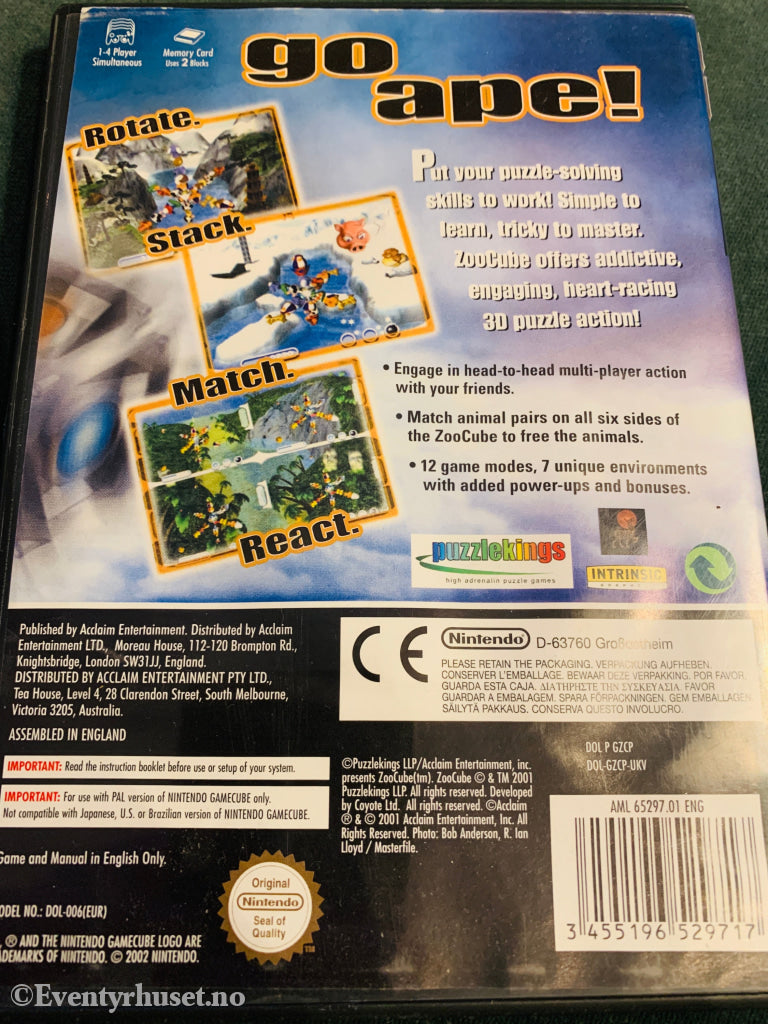 1-4 Player
Simultaneous
Memory Card
Uses 2 Blocks
go
ape!
Rotate.
Stack.
Match.
React.
Put your puzzle-solving
skills to work! Simple to
learn, tricky to master.
ZooCube offers addictive,
engaging, heart-racing
3D puzzle action!
• Engage in head-to-head multi-player action
with your friends.
• Match animal pairs on all six sides of
the ZooCube to free the animals.
• 12 game modes, 7 unique environments
with added power-ups and bonuses.
puzzlekings
high adrenalin puzzle games
INTRINSIC
Published by Acclaim Entertainment. Distributed by Acclaim
Entertainment LTD., Moreau House, 112-120 Brompton Rd.,
Knightsbridge, London SW31JJ, England.
DISTRIBUTED BY ACCLAIM ENTERTAINMENT PTY LTD.,
Tea House, Level 4, 28 Clarendon Street, South Melbourne,
Victoria 3205, Australia.
ASSEMBLED IN ENGLAND
CE
Nintendo D-63760 Großostheim
PLEASE RETAIN THE PACKAGING. VERPACKUNG AUFHEBEN.
CONSERVER L'EMBALLAGE. BEWAAR DEZE VERPAKKING. POR FAVOR
GUARDA ESTA CAJA. ΔΙΑΤΗΡΗΣΤΕ ΤΗΝ ΣΥΣΚΕΥΑΣΙΑ. FAVOR
GUARDAR A EMBALAGEM. SPARA FÖRPACKNINGEN. GEM EMBALLAGEN.
SÄILYTÄ PAKKAUS. CONSERVA QUESTO INVOLUCRO.
IMPORTANT: Read the instruction booklet before use or setup of your system.
IMPORTANT: For use with PAL version of NINTENDO GAMECUBE only.
Not compatible with Japanese, U.S. or Brazilian version of NINTENDO GAMECUBE.
Game and Manual in English Only.
ODEL NO.: DOL-006(EUR)
, ® AND THE NINTENDO GAMECUBE LOGO ARE
ADEMARKS OF NINTENDO. © 2002 NINTENDO.
Original
Nintendo
Seal of
Quality
TM
©Puzzlekings LLP/Acclaim Entertainment, inc.
presents ZooCube(tm). ZooCube © & TM 2001
Puzzlekings LLP. All rights reserved. Developed
by Coyote Ltd. All rights reserved. ©Acclaim
® & © 2001 Acclaim Entertainment, Inc. All
Rights Reserved. Photo: Bob Anderson, R. Ian
Lloyd / Masterfile.
DOL P GZCP
DOL-GZCP-UKV
AML 65297.01 ENG
3 455196 529717
©Eventyrhuset.no